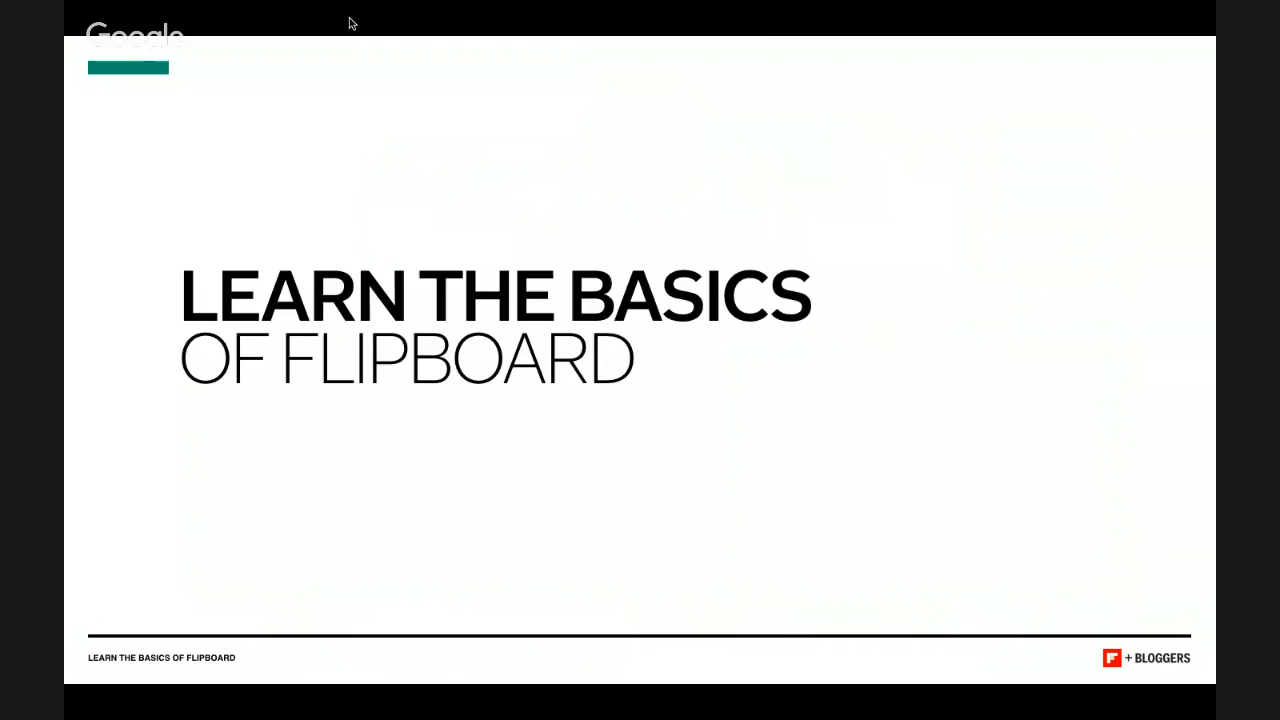 Google
LEARN THE BASICS
OF FLIPBOARD
LEARN THE BASICS OF FLIPBOARD
+ BLOGGERS